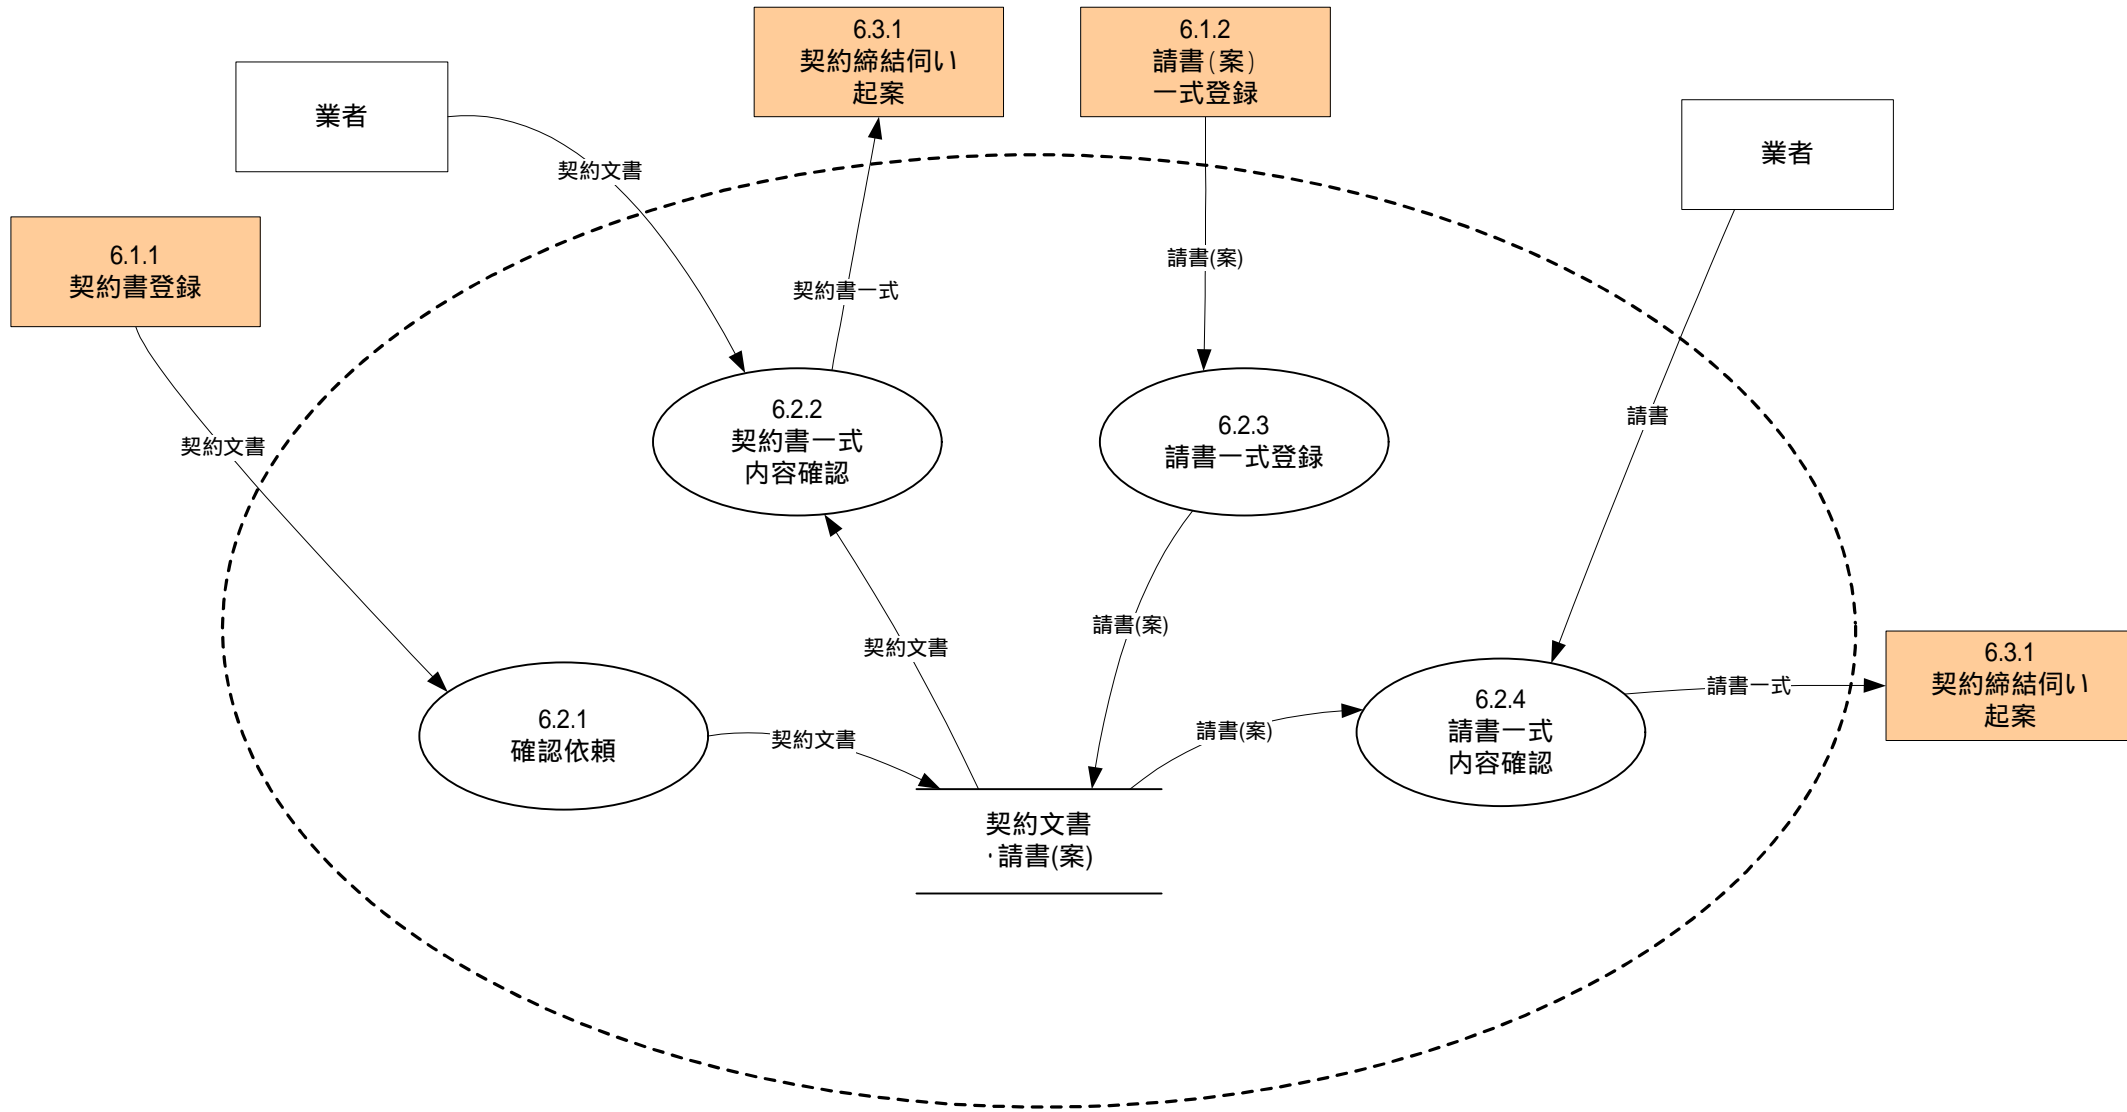 6.3.1
契約締結伺い
起案
6.1.2
請書(案)
一式登録
業者
業者
契約文書
6.1.1
契約書登録
請書(案)
契約書一式
請書
契約文書
6.2.2
契約書一式
内容確認
6.2.3
請書一式登録
請書(案)
契約文書
6.3.1
契約締結伺い
起案
請書一式
6.2.4
請書一式
内容確認
6.2.1
確認依頼
契約文書
請書(案)
契約文書
・請書(案)